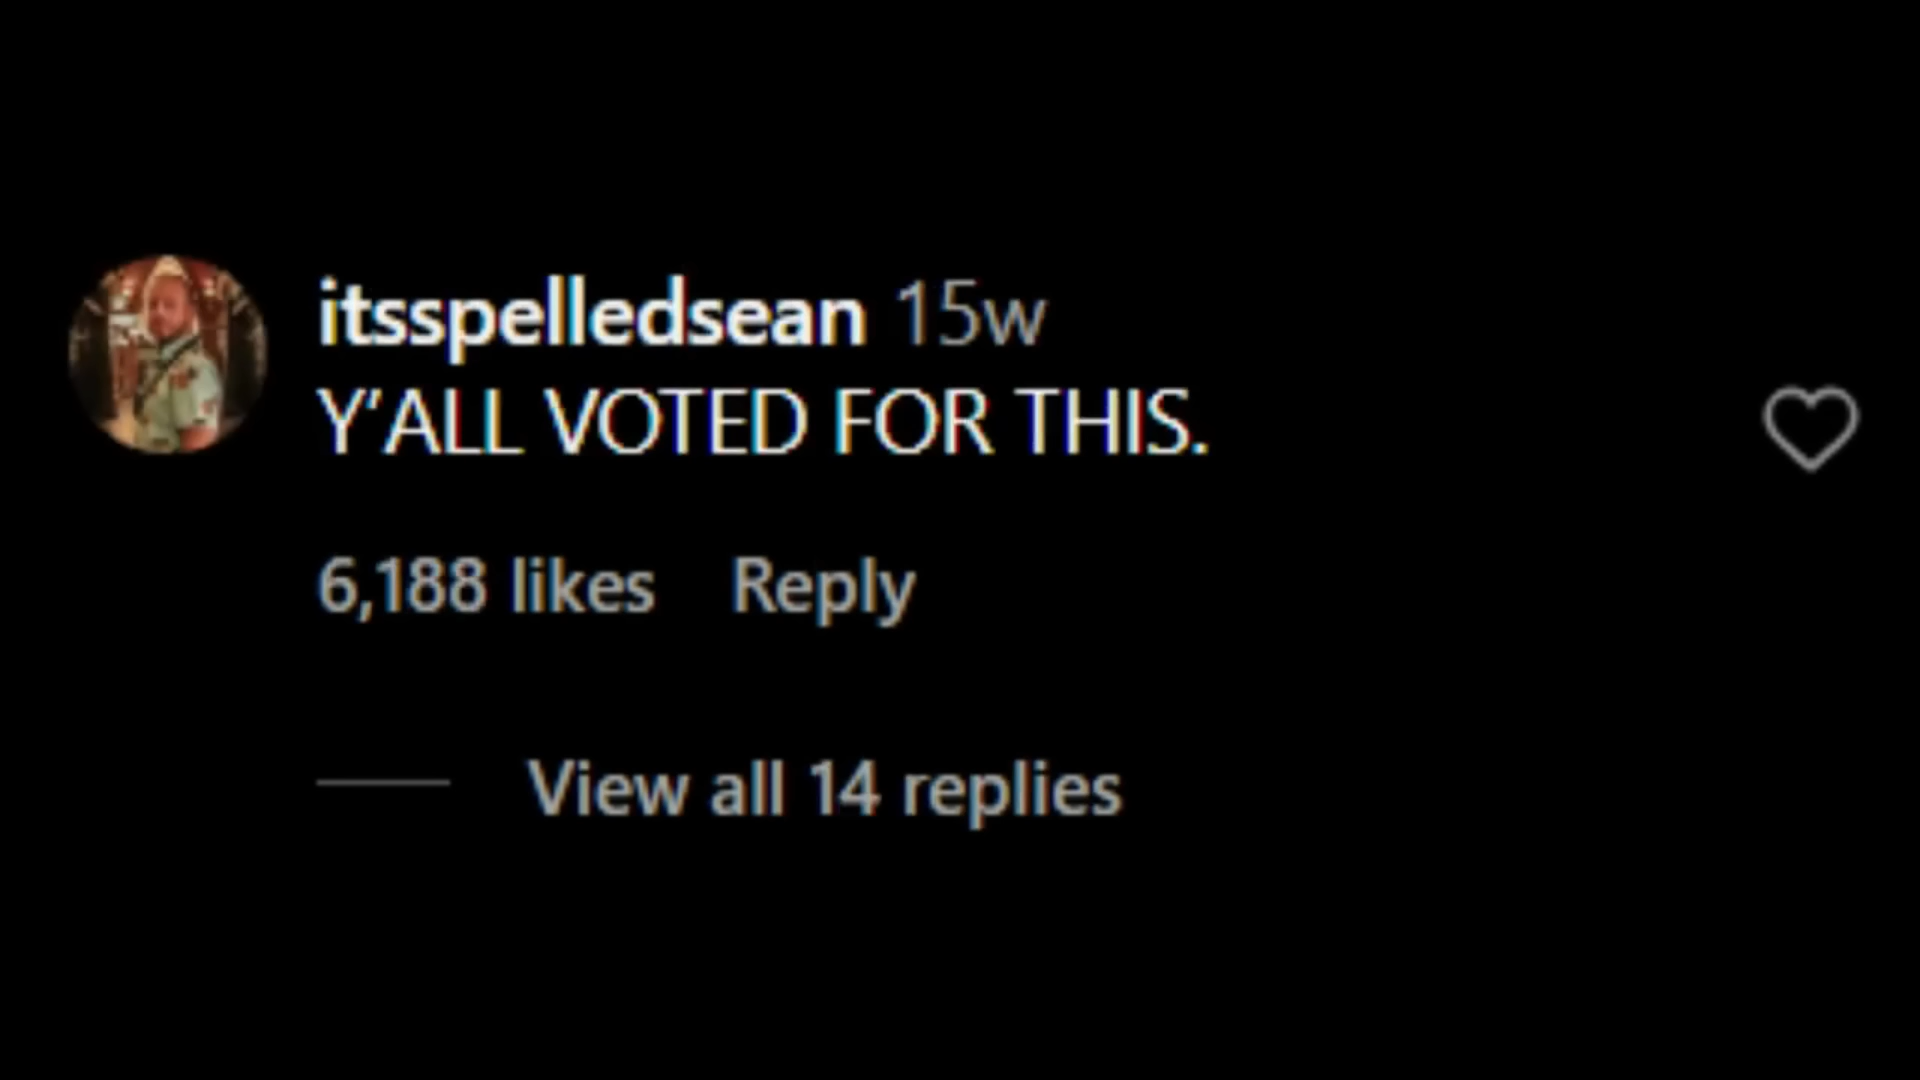 itsspelledsean 15w
Y'ALL VOTED FOR THIS.
6,188 likes Reply
View all 14 replies